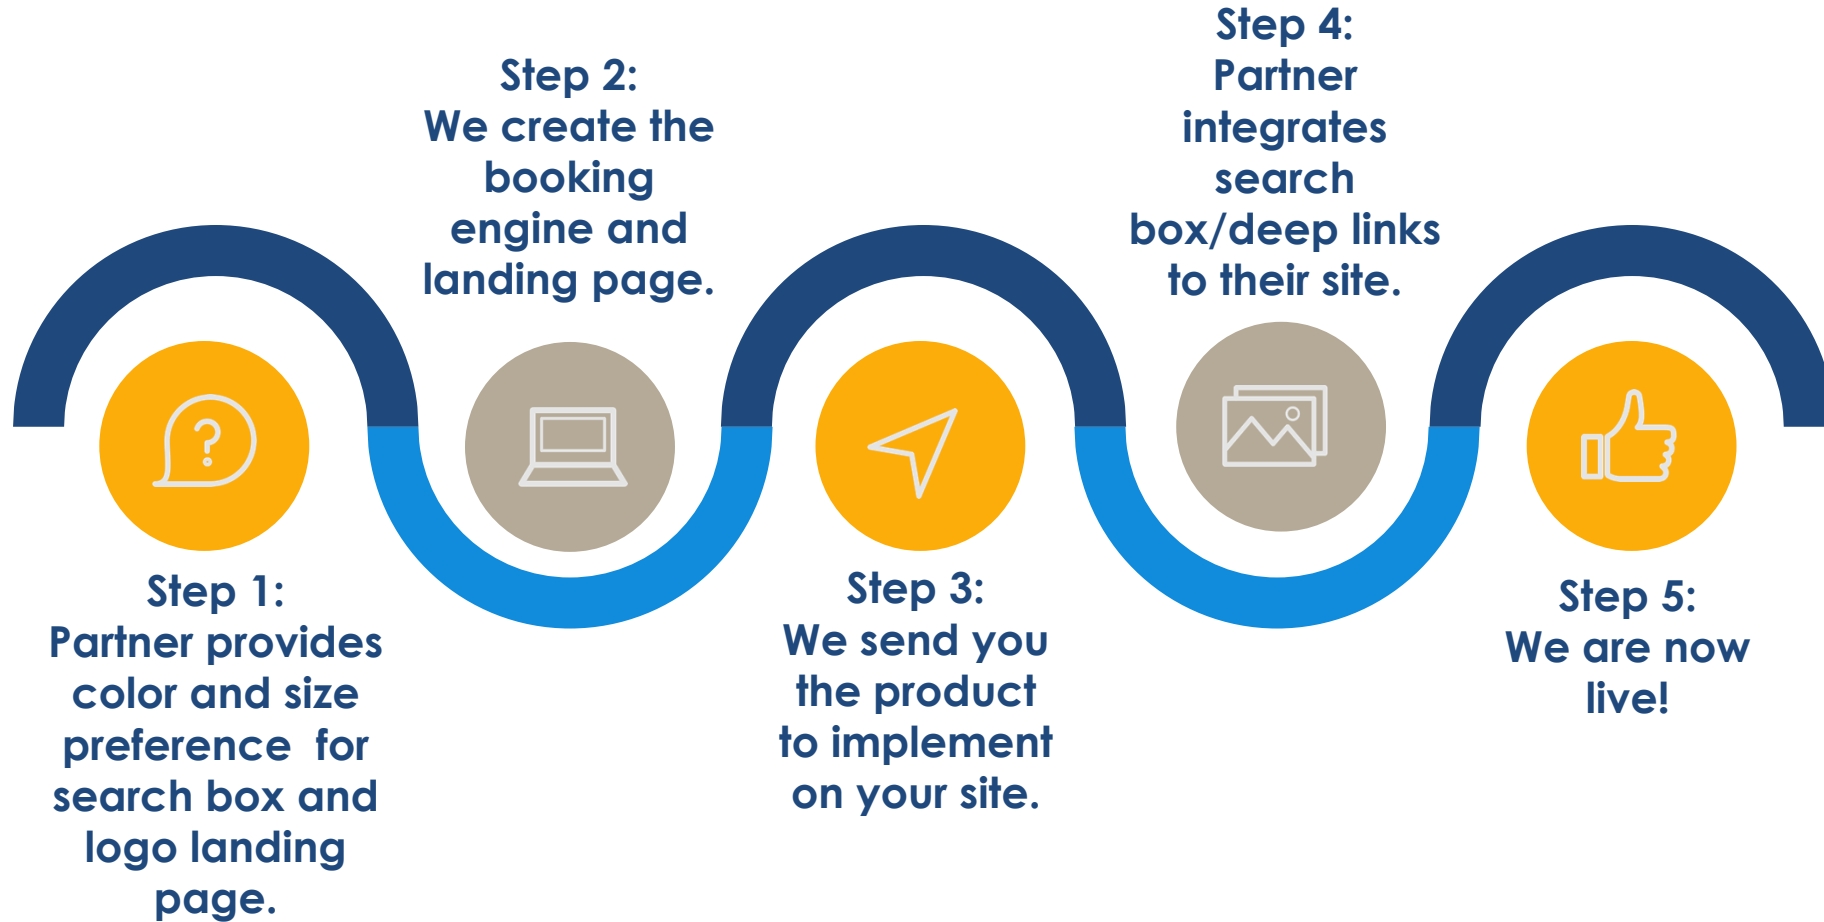 Step 1:
Partner provides
color and size
preference  for
search box and
logo landing
page.
Step 2:
We create the
booking
engine and
landing page.
Step 3:
We send you
the product
to implement
on your site.
Step 4:
Partner
integrates
search
box/deep links
to their site.
Step 5:
We are now
live!